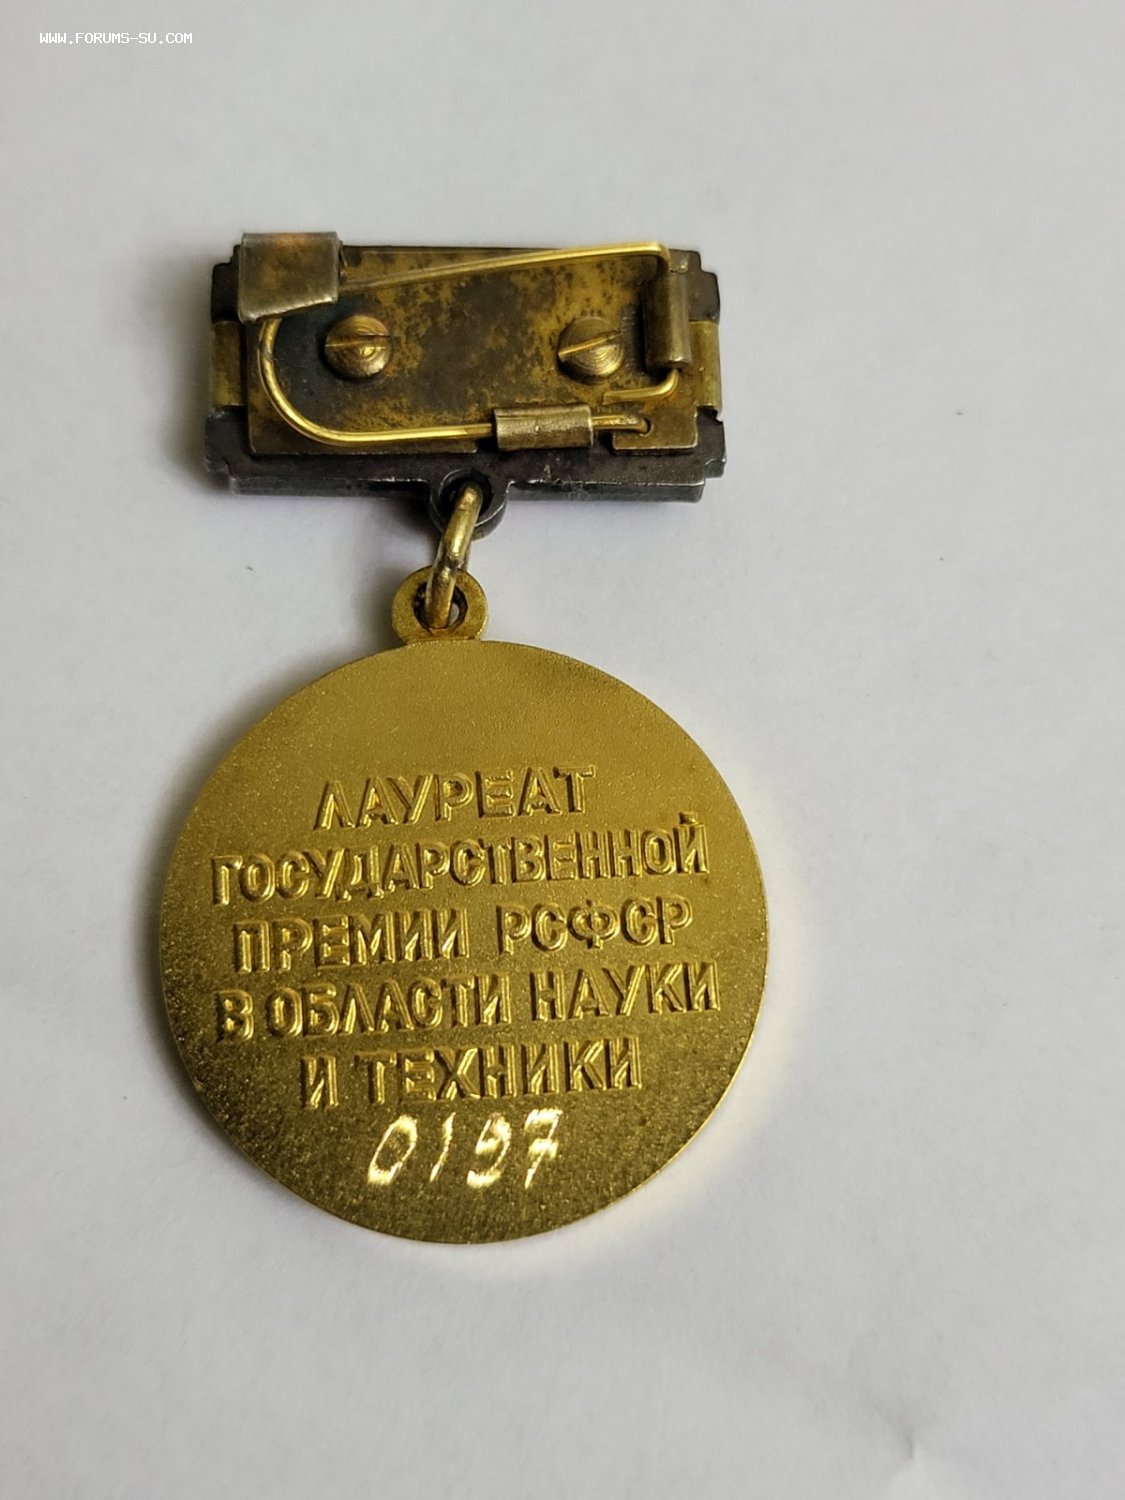 WWW.FORUMS-SU.COM
ЛАУРЕАТ
ГОСУДАРСТВЕННОЙ
ПРЕМИИ РСФСР
В ОБЛАСТИ НАУКИ
И ТЕХНИКИ
0197